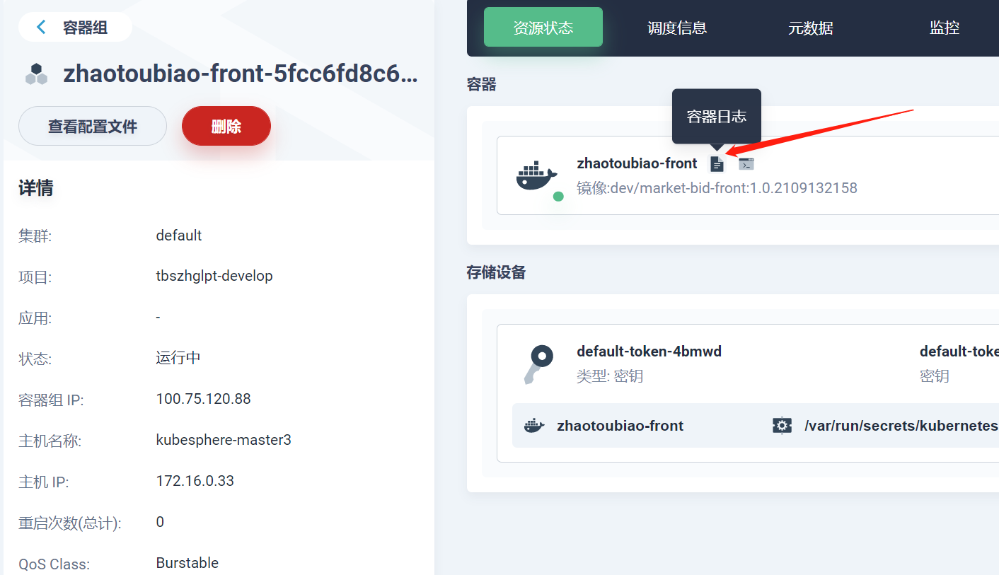 容器组
zhaotoubiao-front-5fcc6fd8c6...
查看配置文件
删除
详情
集群:
default
项目:
tbszhglpt-develop
应用:
-
状态:
运行中
容器组 IP:
100.75.120.88
主机名称:
kubesphere-master3
主机 IP:
172.16.0.33
重启次数(总计):
0
QoS Class:
Burstable
资源状态
调度信息
元数据
监控
容器
容器日志
zhaotoubiao-front
镜像:dev/market-bid-front:1.0.2109132158
存储设备
default-token-4bmwd
类型: 密钥
default-toke
密钥
zhaotoubiao-front
/var/run/secrets/kubernetes